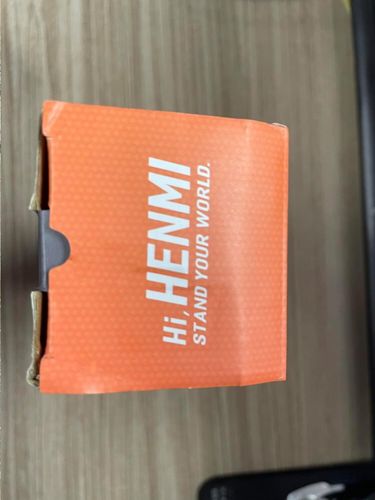 Hi, HENMI
STAND YOUR WORLD.